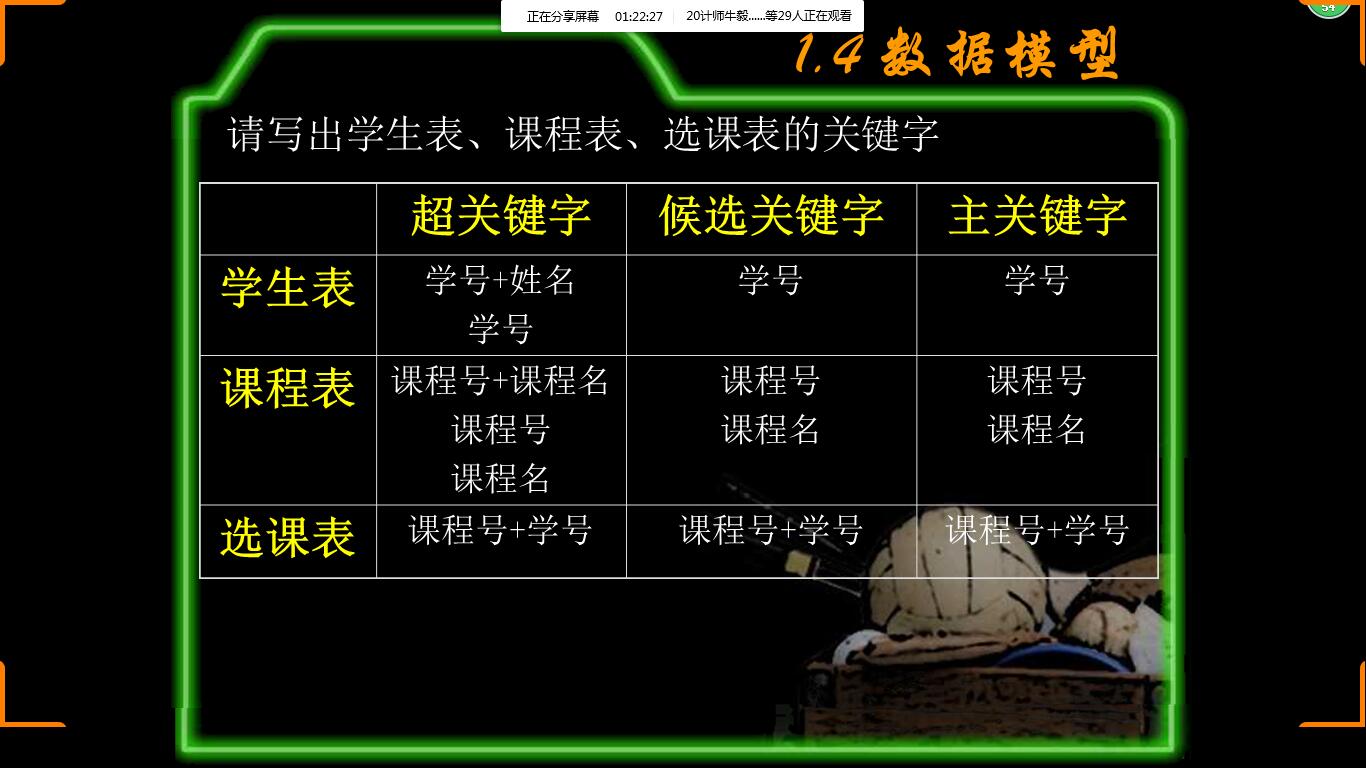 正在分享屏幕 01:22:27 20计师牛毅......等29人正在观看
54
1.4 数据模型
请写出学生表、课程表、选课表的关键字
超关键字 候选关键字 主关键字
学生表 学号+姓名 学号 学号
学号
课程表 课程号+课程名 课程号 课程号
课程号 课程名 课程名
课程名
选课表 课程号+学号 课程号+学号 课程号+学号